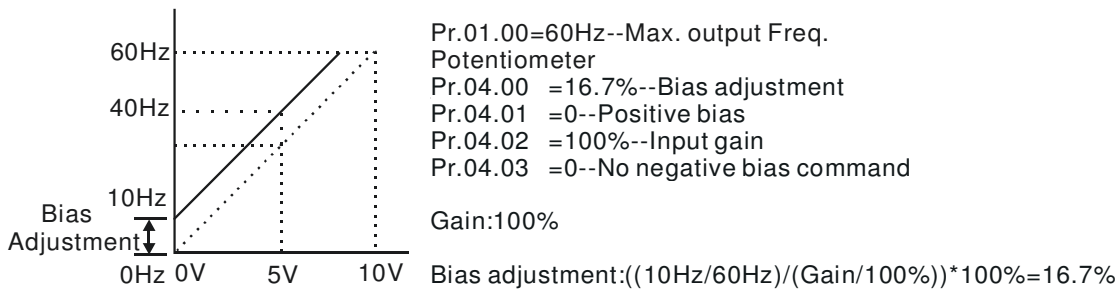 60Hz
40Hz
10Hz
Bias
Adjustment
0Hz
0V
5V
10V
Pr.01.00=60Hz--Max. output Freq.
Potentiometer
Pr.04.00 =16.7%--Bias adjustment
Pr.04.01 =0--Positive bias
Pr.04.02 =100%--Input gain
Pr.04.03 =0--No negative bias command
Gain:100%
Bias adjustment:((10Hz/60Hz)/(Gain/100%))*100%=16.7%